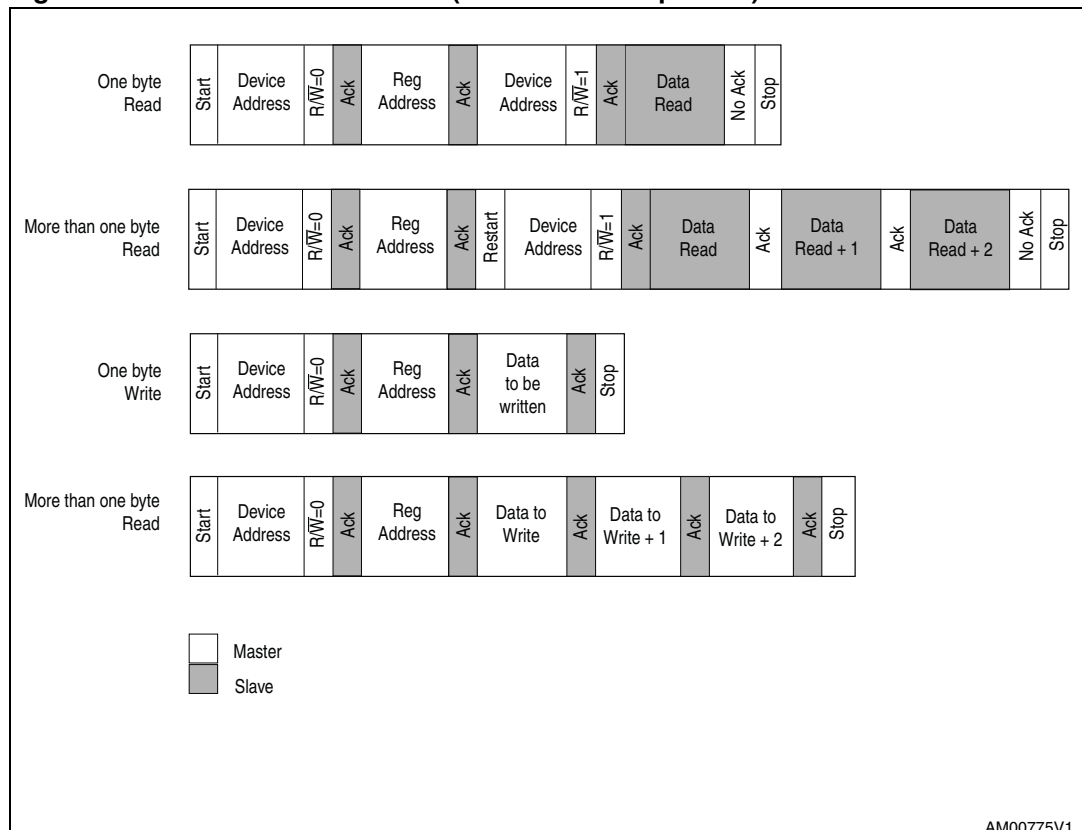 One byte
Read
Start
Device
Address
R/W̅=0
Ack
Reg
Address
Ack
Device
Address
R/W̅=1
Ack
Data
Read
No Ack
Stop
More than one byte
Read
Start
Device
Address
R/W̅=0
Ack
Reg
Address
Ack
Restart
Device
Address
R/W̅=1
Ack
Data
Read
Ack
Data
Read + 1
Ack
Data
Read + 2
No Ack
Stop
One byte
Write
Start
Device
Address
R/W̅=0
Ack
Reg
Address
Ack
Data
to be
written
Ack
Stop
More than one byte
Read
Start
Device
Address
R/W̅=0
Ack
Reg
Address
Ack
Data to
Write
Ack
Data to
Write + 1
Ack
Data to
Write + 2
Ack
Stop
Master
Slave
AM00775V1